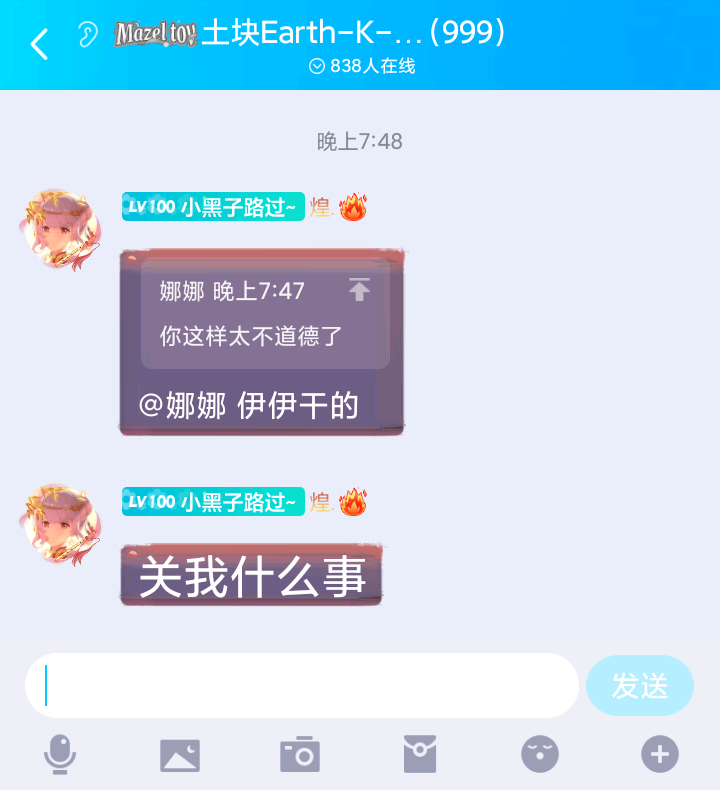 Mazel tov 土块Earth-K-...(999)
838人在线
晚上7:48
LV100 小黑子路过~ 煌.
娜娜 晚上7:47
你这样太不道德了
@娜娜 伊伊干的
LV100 小黑子路过~ 煌.
关我什么事
发送